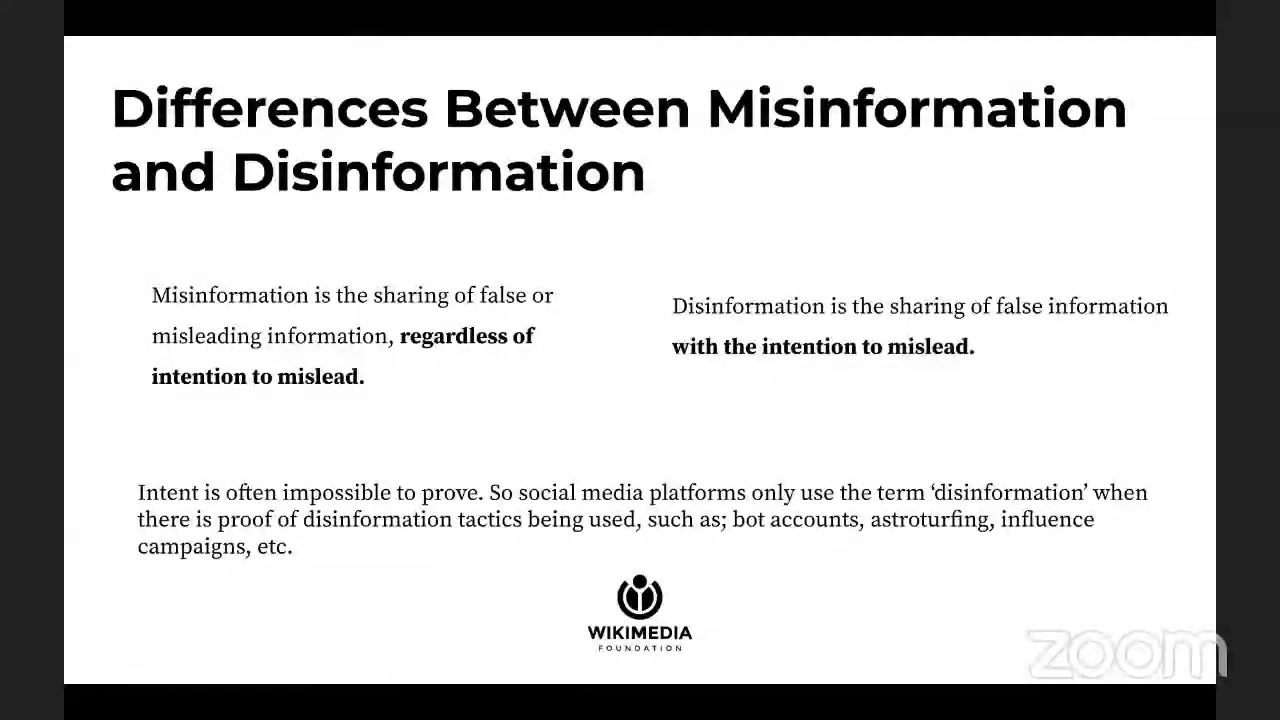 Differences Between Misinformation
and Disinformation
Misinformation is the sharing of false or
misleading information, regardless of
intention to mislead.
Disinformation is the sharing of false information
with the intention to mislead.
Intent is often impossible to prove. So social media platforms only use the term ‘disinformation’ when
there is proof of disinformation tactics being used, such as; bot accounts, astroturfing, influence
campaigns, etc.
WIKIMEDIA
FOUNDATION
zoom